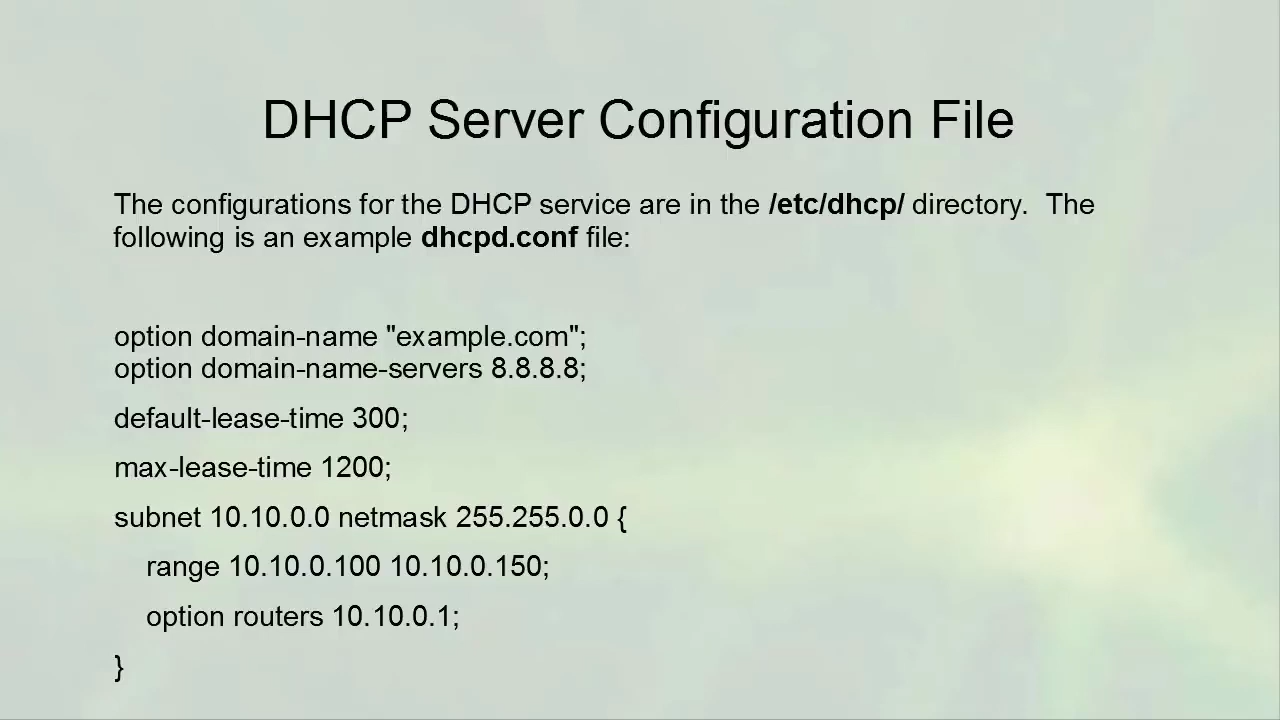 DHCP Server Configuration File
The configurations for the DHCP service are in the /etc/dhcp/ directory.  The
following is an example dhcpd.conf file:
option domain-name "example.com";
option domain-name-servers 8.8.8.8;
default-lease-time 300;
max-lease-time 1200;
subnet 10.10.0.0 netmask 255.255.0.0 {
range 10.10.0.100 10.10.0.150;
option routers 10.10.0.1;
}